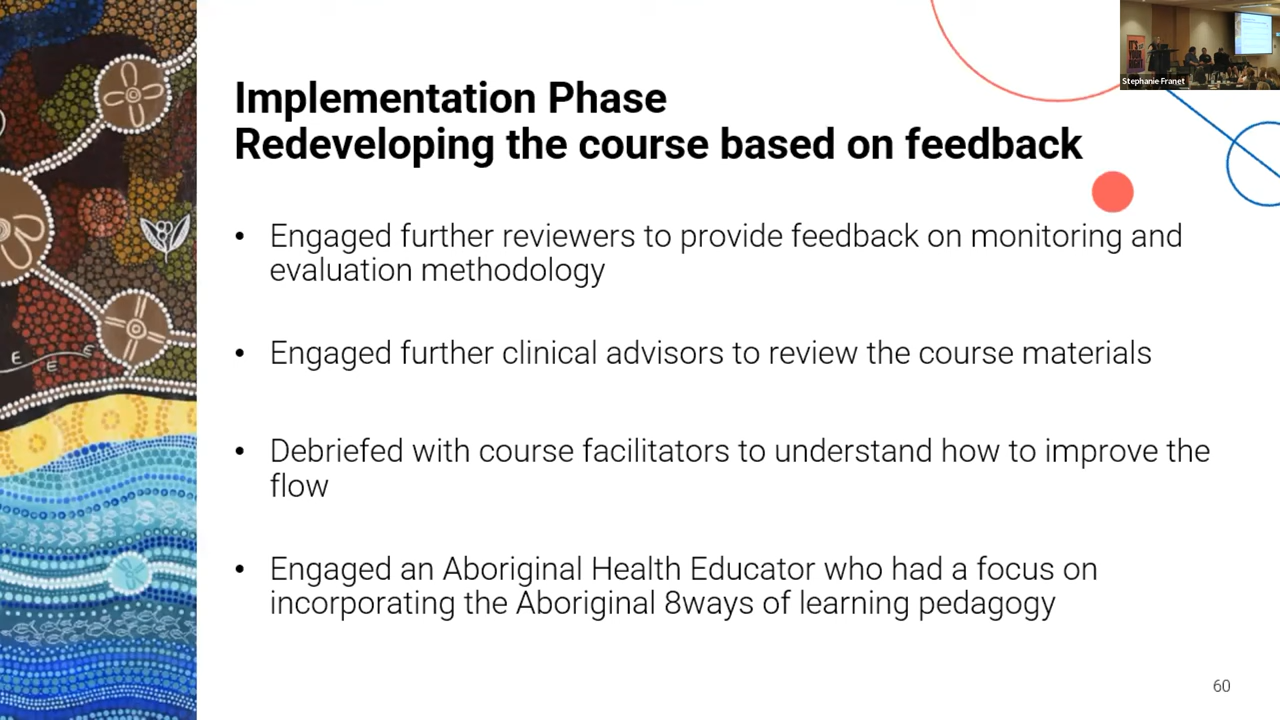 Stephanie Franet
Implementation Phase
Redeveloping the course based on feedback
• Engaged further reviewers to provide feedback on monitoring and
evaluation methodology
• Engaged further clinical advisors to review the course materials
• Debriefed with course facilitators to understand how to improve the
flow
• Engaged an Aboriginal Health Educator who had a focus on
incorporating the Aboriginal 8ways of learning pedagogy
60